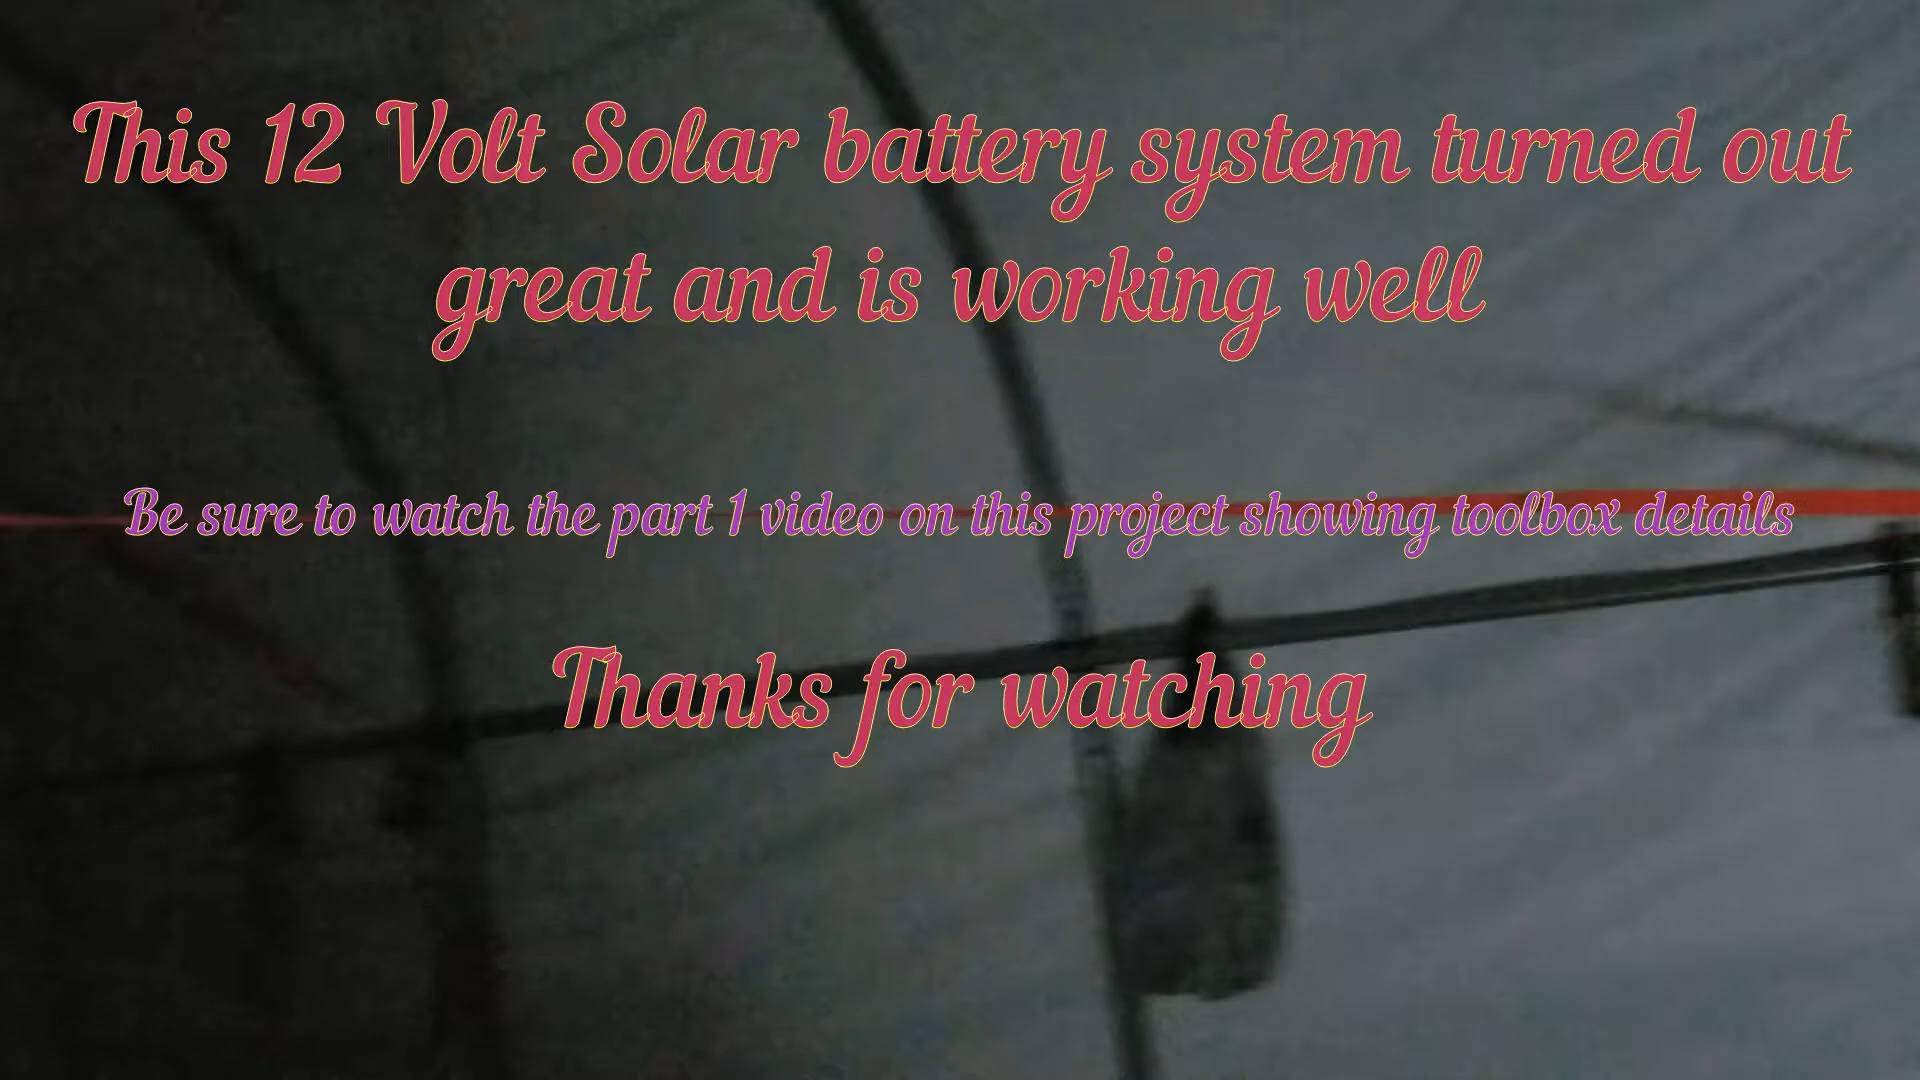 This 12 Volt Solar battery system turned out
great and is working well
Be sure to watch the part 1 video on this project showing toolbox details
Thanks for watching